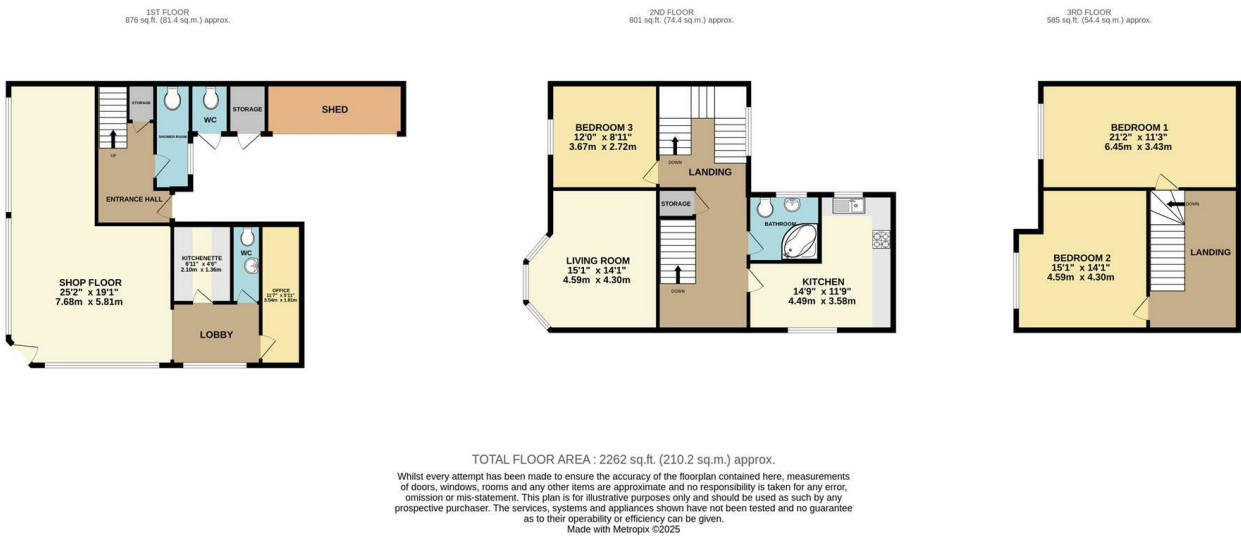 1ST FLOOR
876 sq.ft. (81.4 sq.m.) approx.
2ND FLOOR
801 sq.ft. (74.4 sq.m.) approx.
3RD FLOOR
585 sq.ft. (54.4 sq.m.) approx.
STORAGE
SHOWER ROOM
WC
STORAGE
SHED
UP
ENTRANCE HALL
SHOP FLOOR
25'2" x 19'1"
7.68m x 5.81m
KITCHENETTE
6'11" x 4'6"
2.10m x 1.36m
WC
OFFICE
11'7" x 5'11"
3.54m x 1.81m
LOBBY
BEDROOM 3
12'0" x 8'11"
3.67m x 2.72m
DOWN
LANDING
STORAGE
BATHROOM
LIVING ROOM
15'1" x 14'1"
4.59m x 4.30m
DOWN
KITCHEN
14'9" x 11'9"
4.49m x 3.58m
BEDROOM 1
21'2" x 11'3"
6.45m x 3.43m
DOWN
LANDING
BEDROOM 2
15'1" x 14'1"
4.59m x 4.30m
TOTAL FLOOR AREA : 2262 sq.ft. (210.2 sq.m.) approx.
Whilst every attempt has been made to ensure the accuracy of the floorplan contained here, measurements
of doors, windows, rooms and any other items are approximate and no responsibility is taken for any error,
omission or mis-statement. This plan is for illustrative purposes only and should be used as such by any
prospective purchaser. The services, systems and appliances shown have not been tested and no guarantee
as to their operability or efficiency can be given.
Made with Metropix ©2025